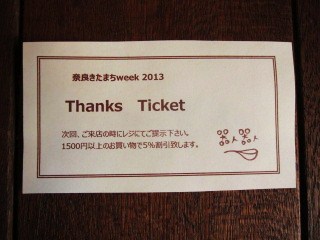 奈良きたまちweek 2013
Thanks Ticket
次回、ご来店の時にレジにてご提示下さい。
1500円以上のお買い物で5%割引致します。